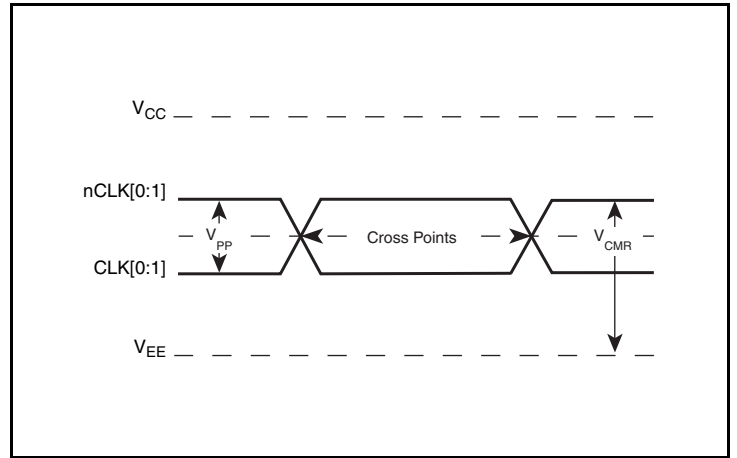 VCC
nCLK[0:1]
VPP
Cross Points
VCMR
CLK[0:1]
VEE